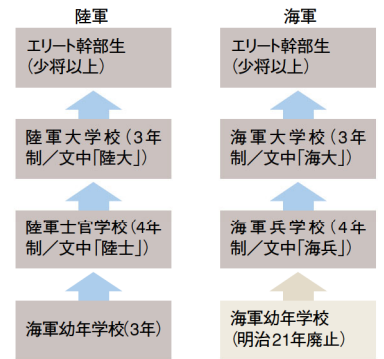 陸軍
エリート幹部生
(少将以上)
陸軍大学校(3年
制/文中「陸大」)
陸軍士官学校(4年
制/文中「陸士」)
海軍幼年学校(3年)
海軍
エリート幹部生
(少将以上)
海軍大学校(3年
制/文中「海大」)
海軍兵学校(4年
制/文中「海兵」)
海軍幼年学校
(明治21年廃止)